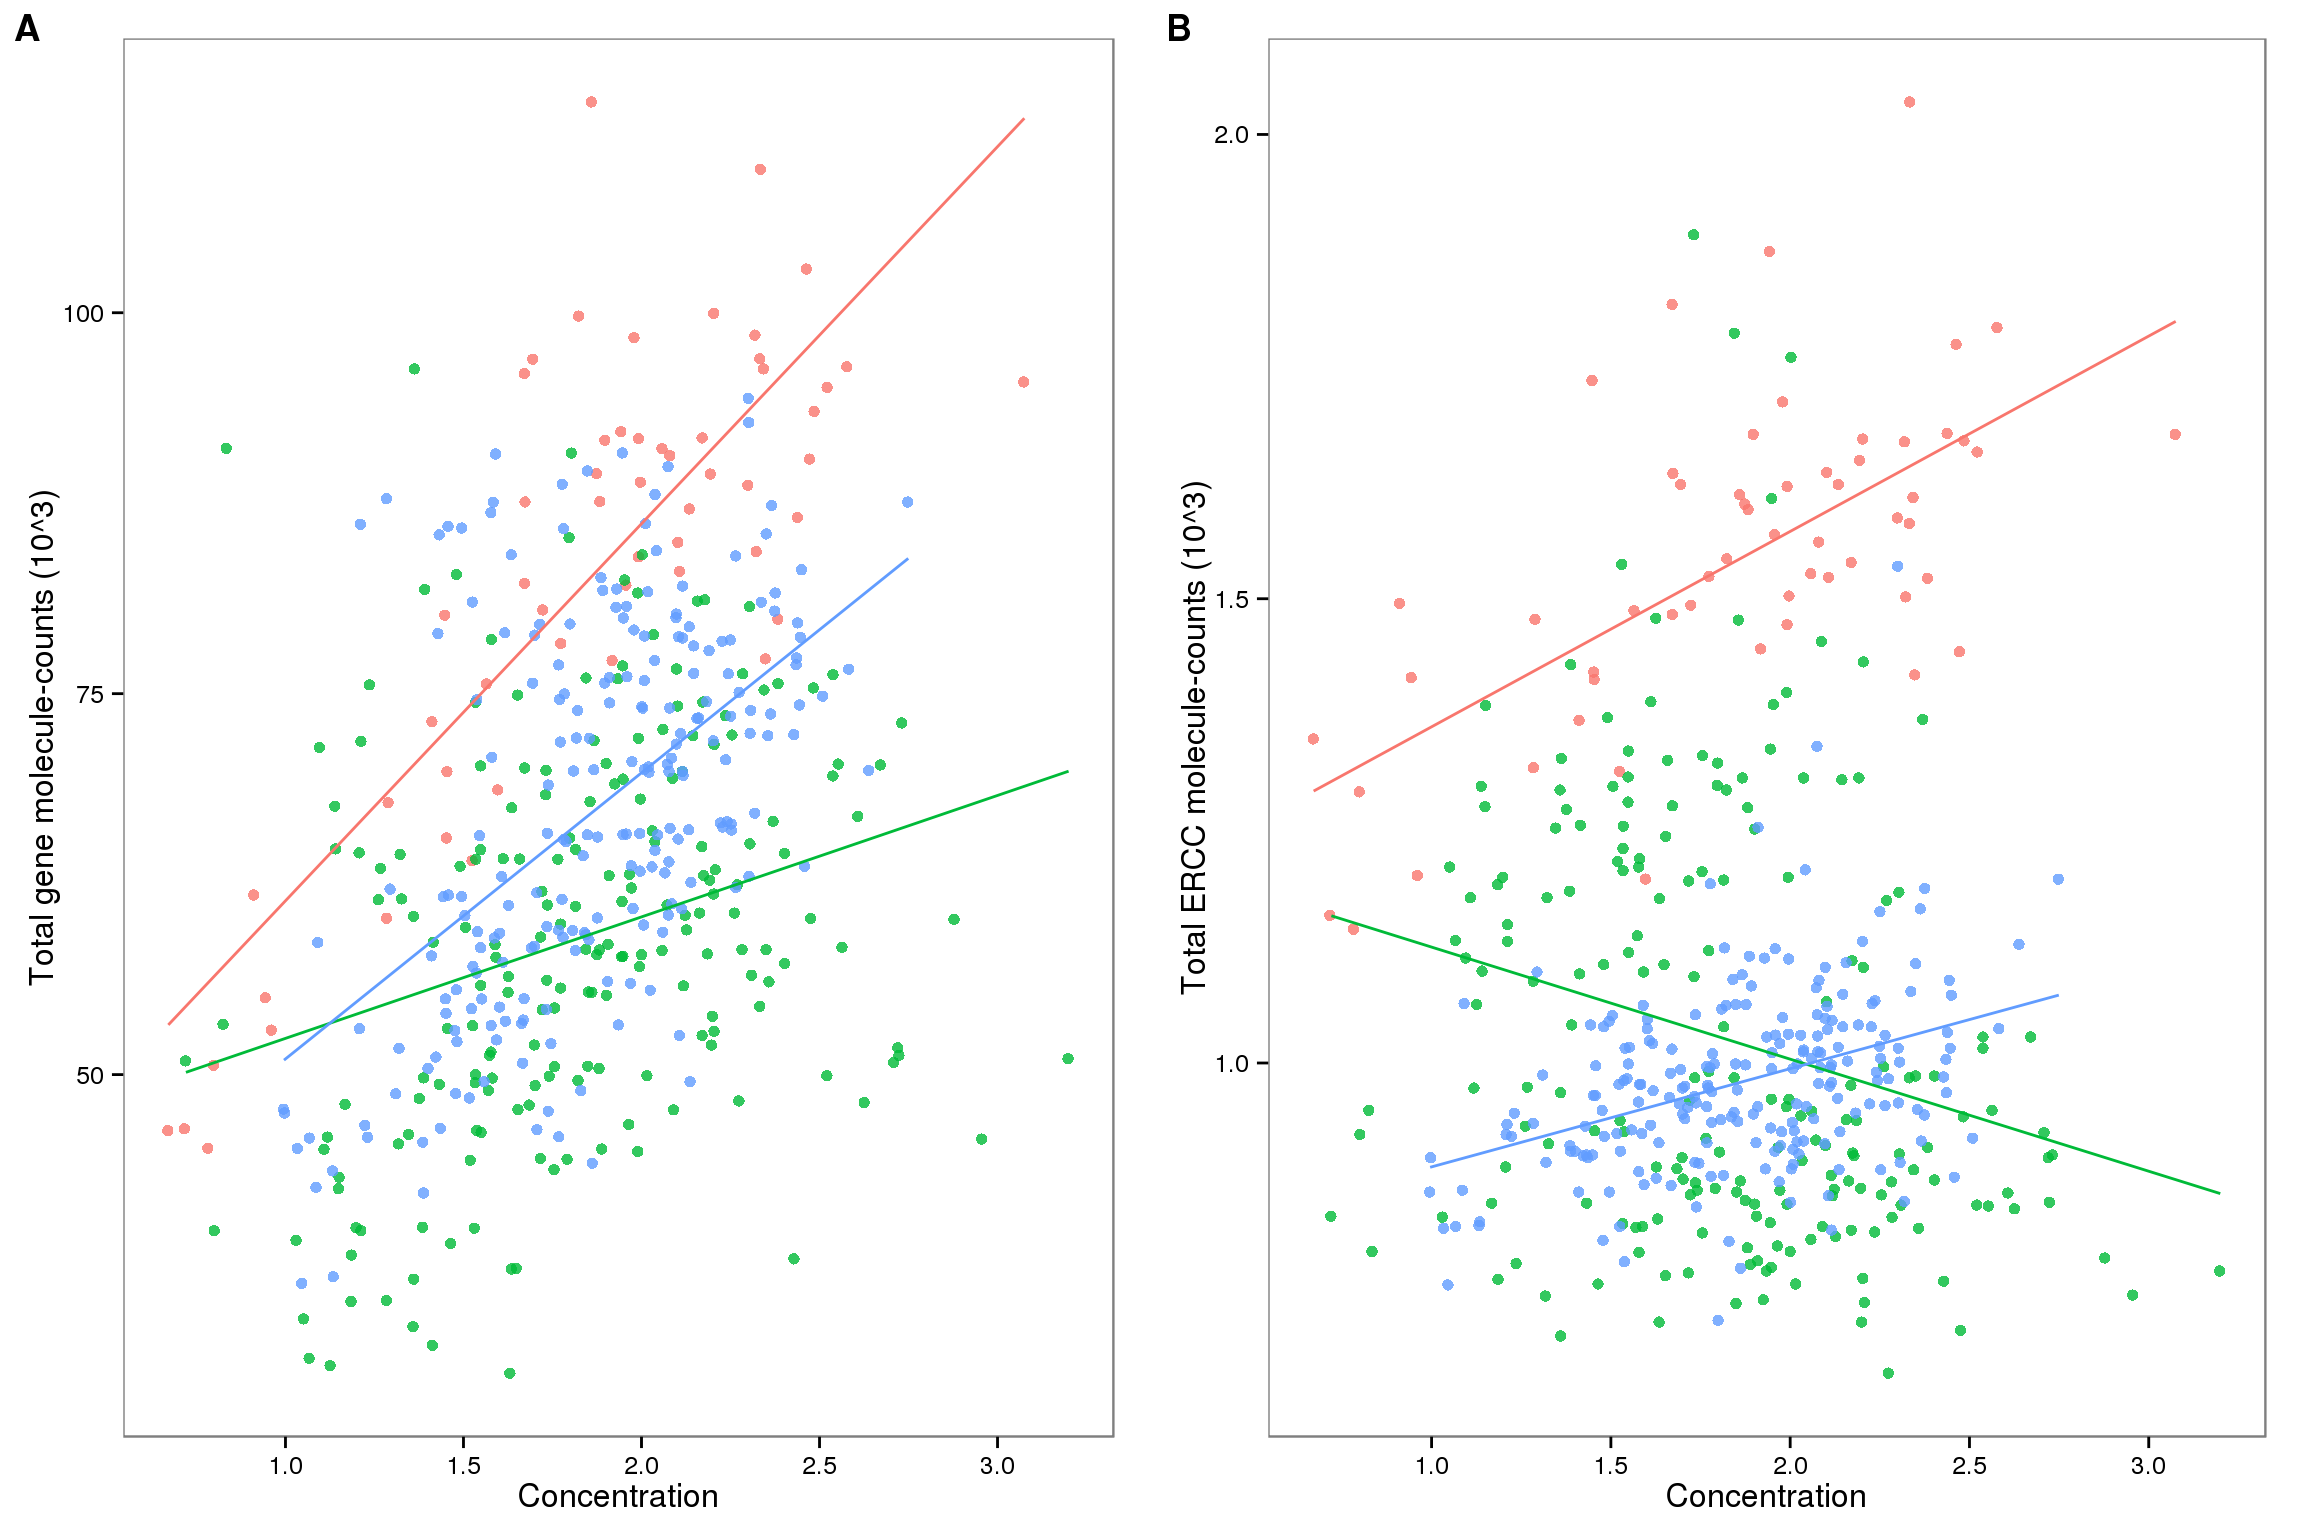 A
Total gene molecule-counts (10^3)
100
75
50
1.0 1.5 2.0 2.5 3.0
Concentration
B
Total ERCC molecule-counts (10^3)
2.0
1.5
1.0
1.0 1.5 2.0 2.5 3.0
Concentration